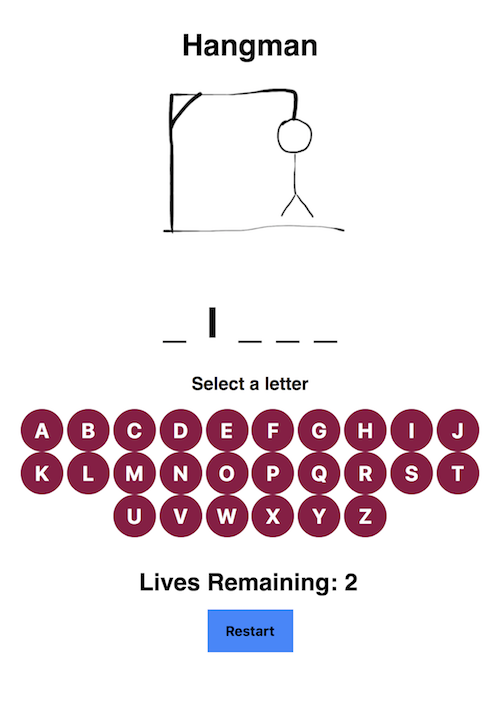 Hangman
_ I _ _ _
Select a letter
A B C D E F G H I J
K L M N O P Q R S T
U V W X Y Z
Lives Remaining: 2
Restart